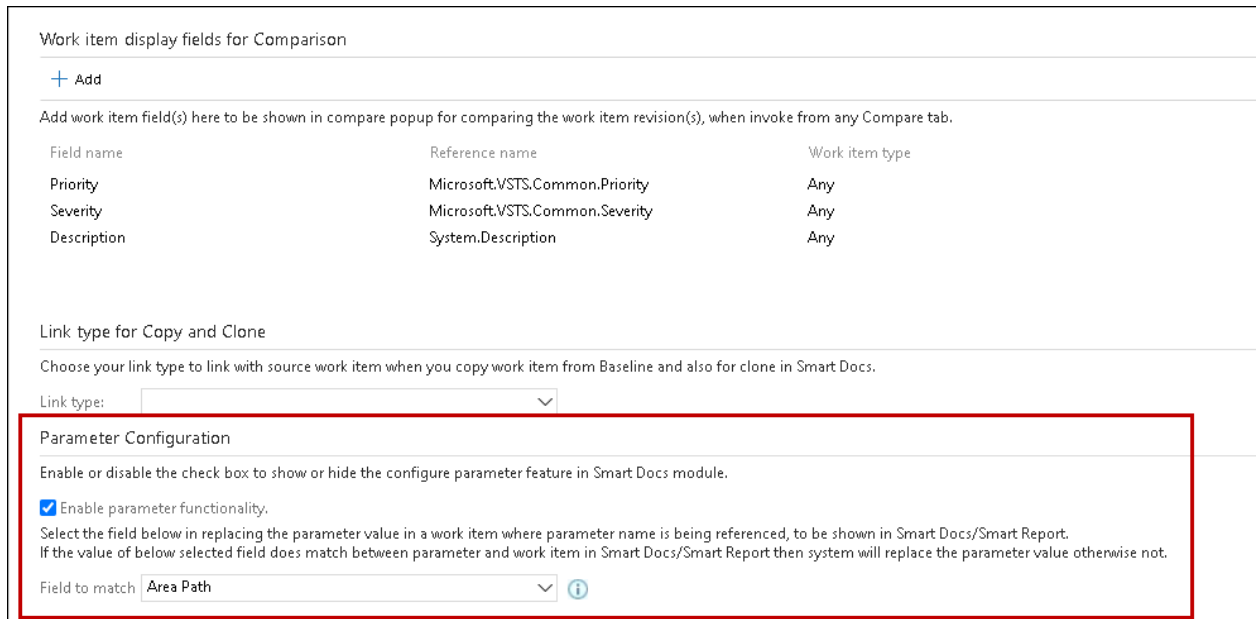 Work item display fields for Comparison
+ Add
Add work item field(s) here to be shown in compare popup for comparing the work item revision(s), when invoke from any Compare tab.
Field name Reference name Work item type
Priority Microsoft.VSTS.Common.Priority Any
Severity Microsoft.VSTS.Common.Severity Any
Description System.Description Any
Link type for Copy and Clone
Choose your link type to link with source work item when you copy work item from Baseline and also for clone in Smart Docs.
Link type:
Parameter Configuration
Enable or disable the check box to show or hide the configure parameter feature in Smart Docs module.
Enable parameter functionality.
Select the field below in replacing the parameter value in a work item where parameter name is being referenced, to be shown in Smart Docs/Smart Report.
If the value of below selected field does match between parameter and work item in Smart Docs/Smart Report then system will replace the parameter value otherwise not.
Field to match Area Path